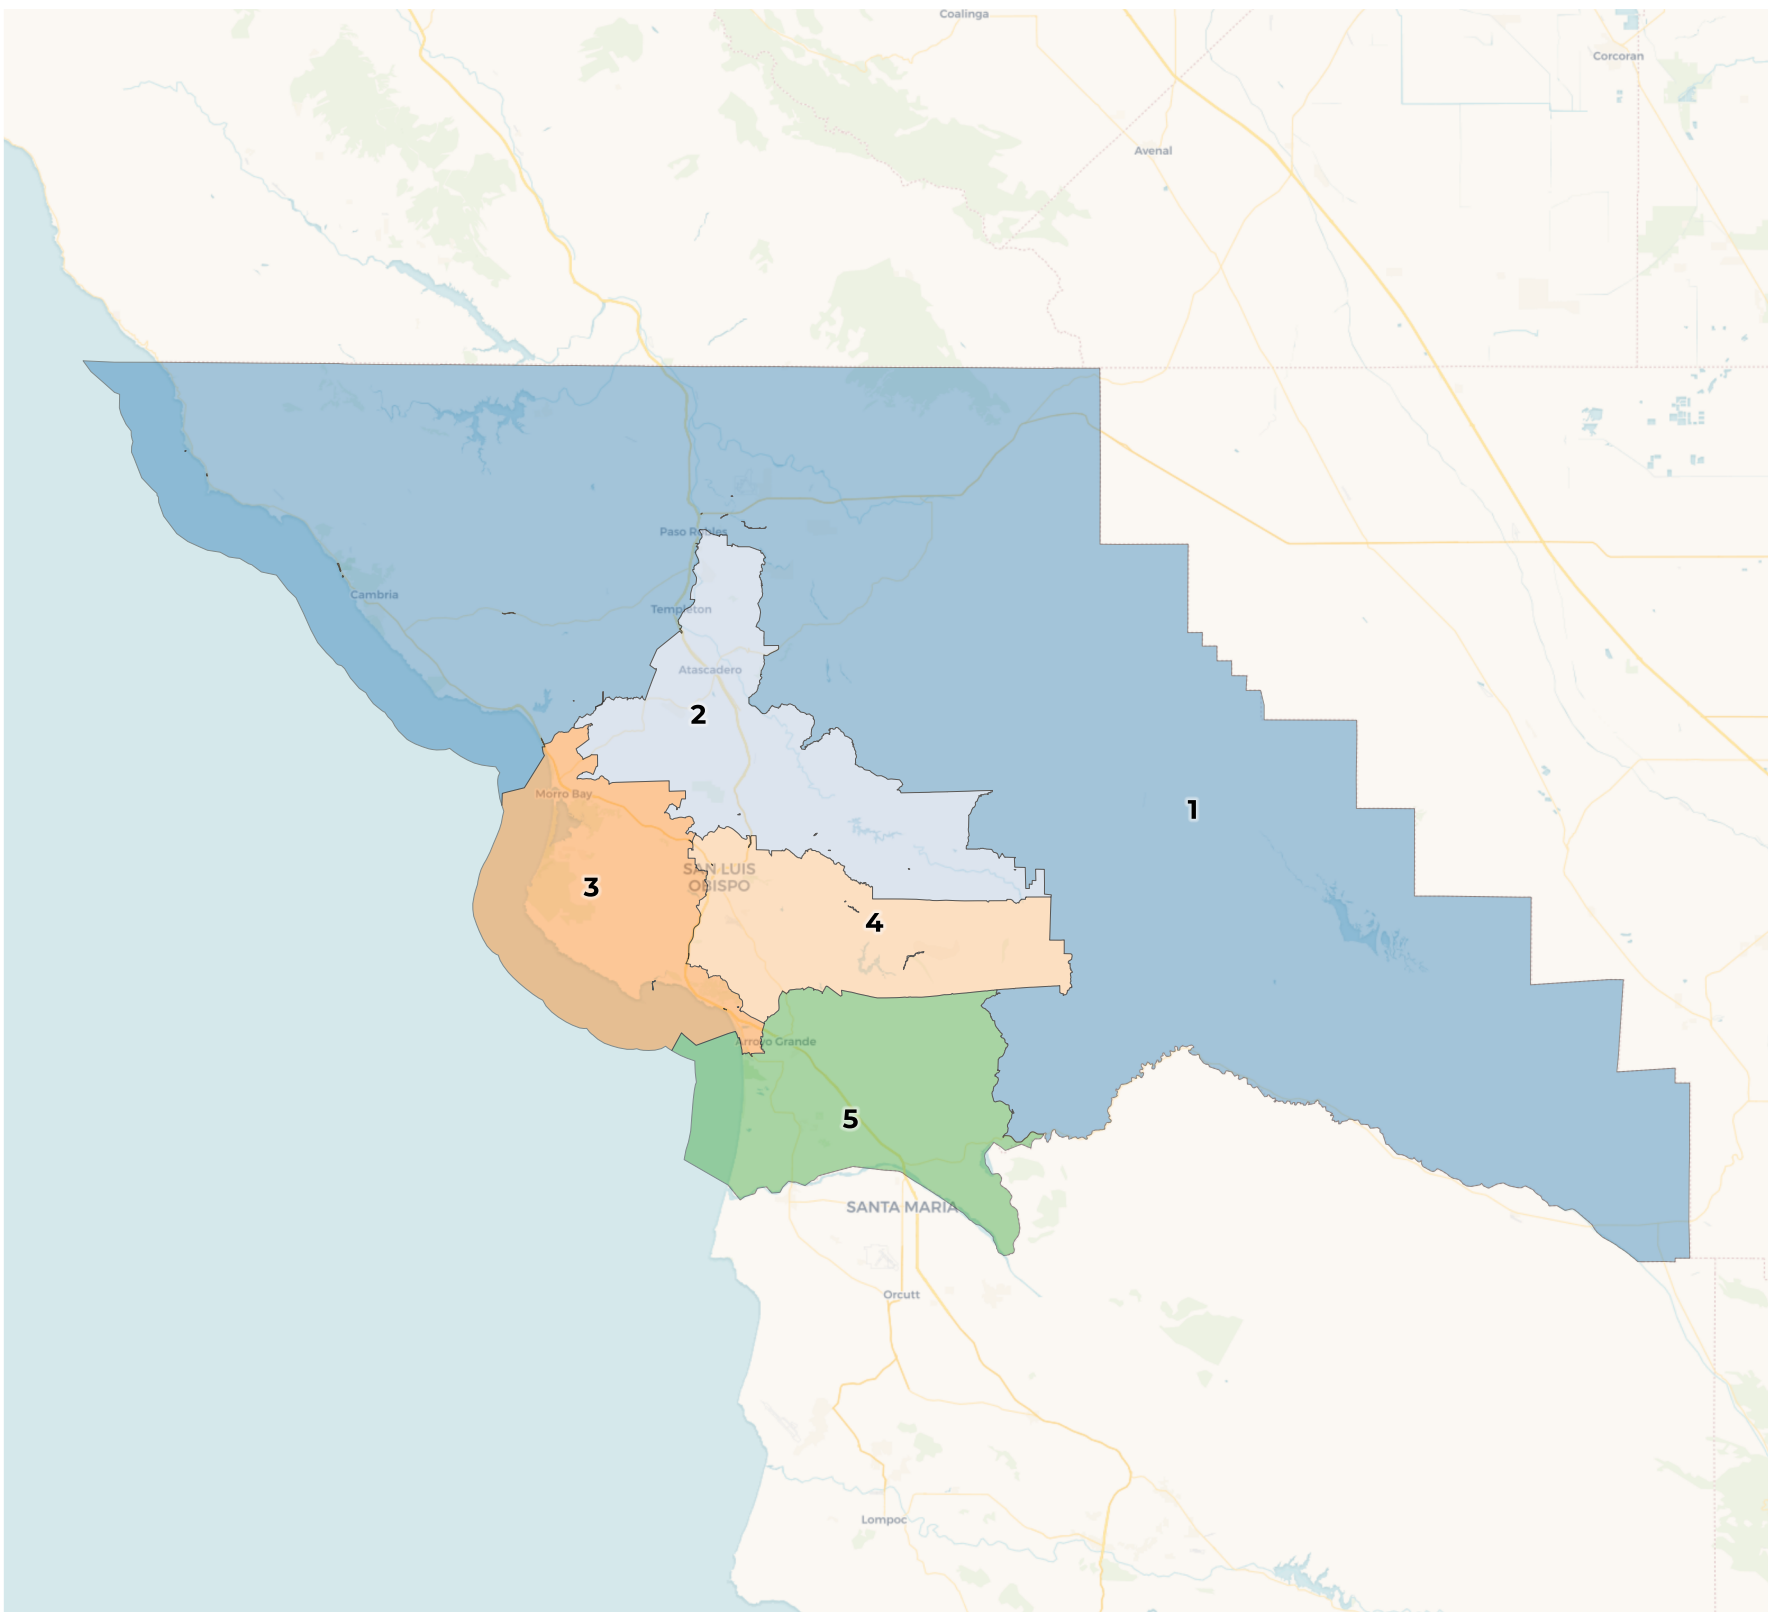 Coalinga
Corcoran
Avenal
Paso Robles
Cambria
Templeton
Atascadero
2
Morro Bay
1
SAN LUIS
OBISPO
3
4
Arroyo Grande
5
SANTA MARIA
Orcutt
Lompoc